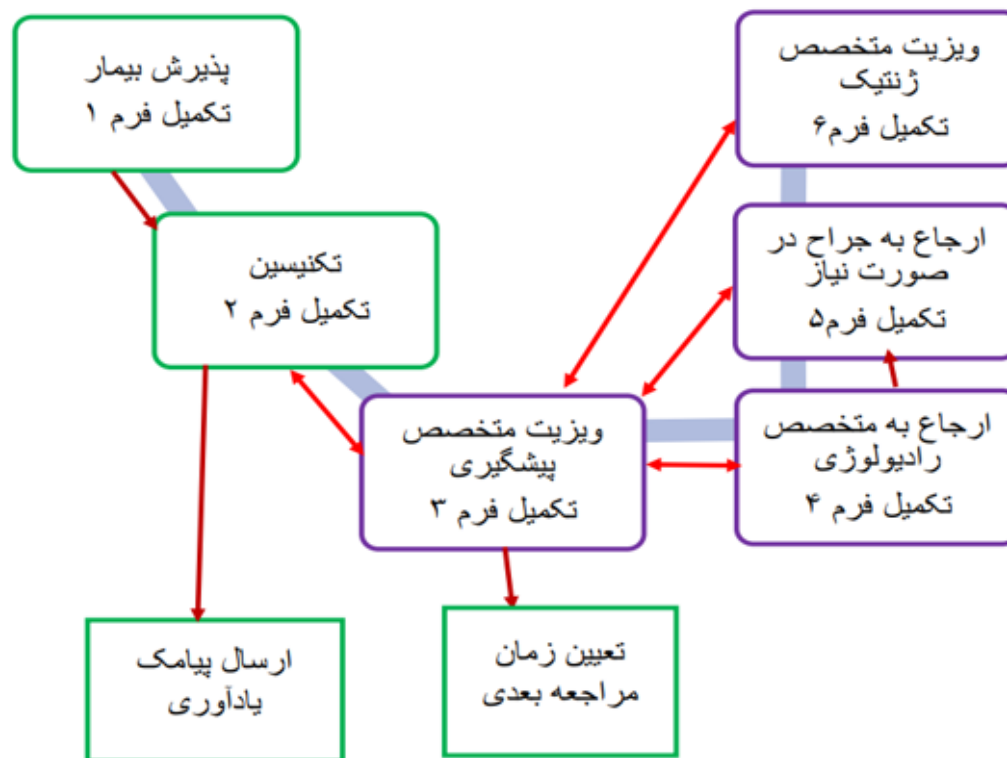 پذیرش بیمار
تکمیل فرم ۱
تکنیسین
تکمیل فرم ۲
ویزیت متخصص
پیشگیری
تکمیل فرم ۳
ارجاع به متخصص
رادیولوژی
تکمیل فرم ۴
ارجاع به جراح در
صورت نیاز
تکمیل فرم۵
ویزیت متخصص
ژنتیک
تکمیل فرم۶
ارسال پیامک
یادآوری
تعیین زمان
مراجعه بعدی